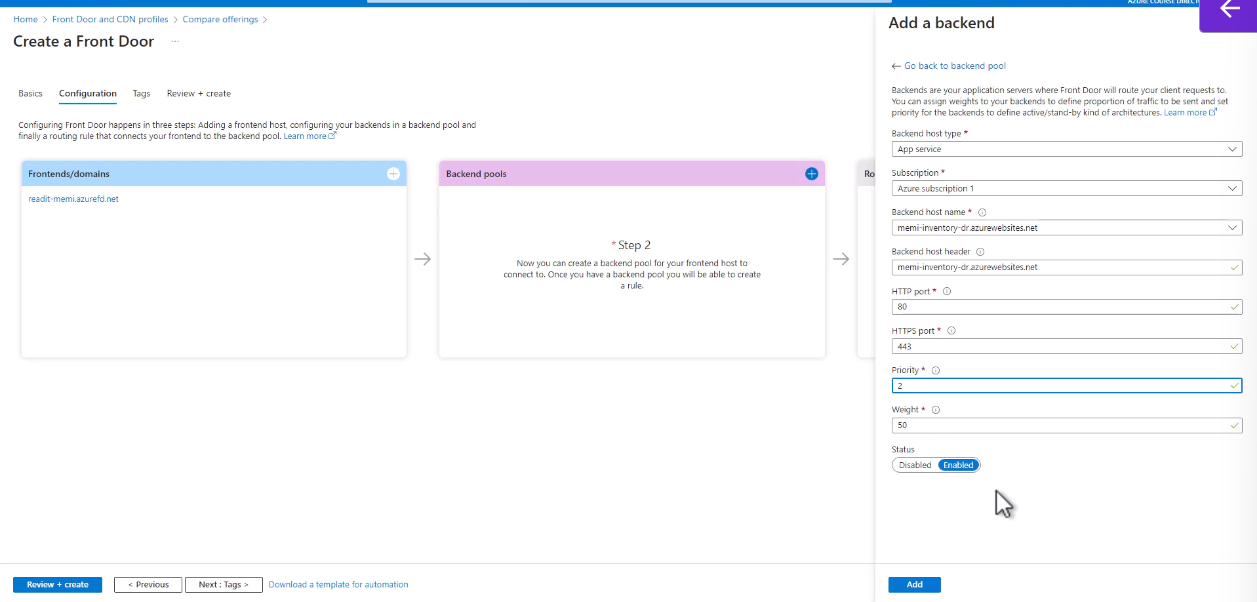 AZURE COURSE DIRECT
Home > Front Door and CDN profiles > Compare offerings >
Create a Front Door ...
Basics Configuration Tags Review + create
Configuring Front Door happens in three steps: Adding a frontend host, configuring your backends in a backend pool and
finally a routing rule that connects your frontend to the backend pool. Learn more
Frontends/domains
readit-memi.azurefd.net
Backend pools
* Step 2
Now you can create a backend pool for your frontend host to
connect to. Once you have a backend pool you will be able to create
a rule.
Ro
Review + create < Previous Next : Tags > Download a template for automation
Add a backend
← Go back to backend pool
Backends are your application servers where Front Door will route your client requests to.
You can assign weights to your backends to define proportion of traffic to be sent and set
priority for the backends to define active/stand-by kind of architectures. Learn more
Backend host type *
App service
Subscription *
Azure subscription 1
Backend host name *
memi-inventory-dr.azurewebsites.net
Backend host header
memi-inventory-dr.azurewebsites.net
HTTP port *
80
HTTPS port *
443
Priority *
2
Weight *
50
Status
Disabled Enabled
Add